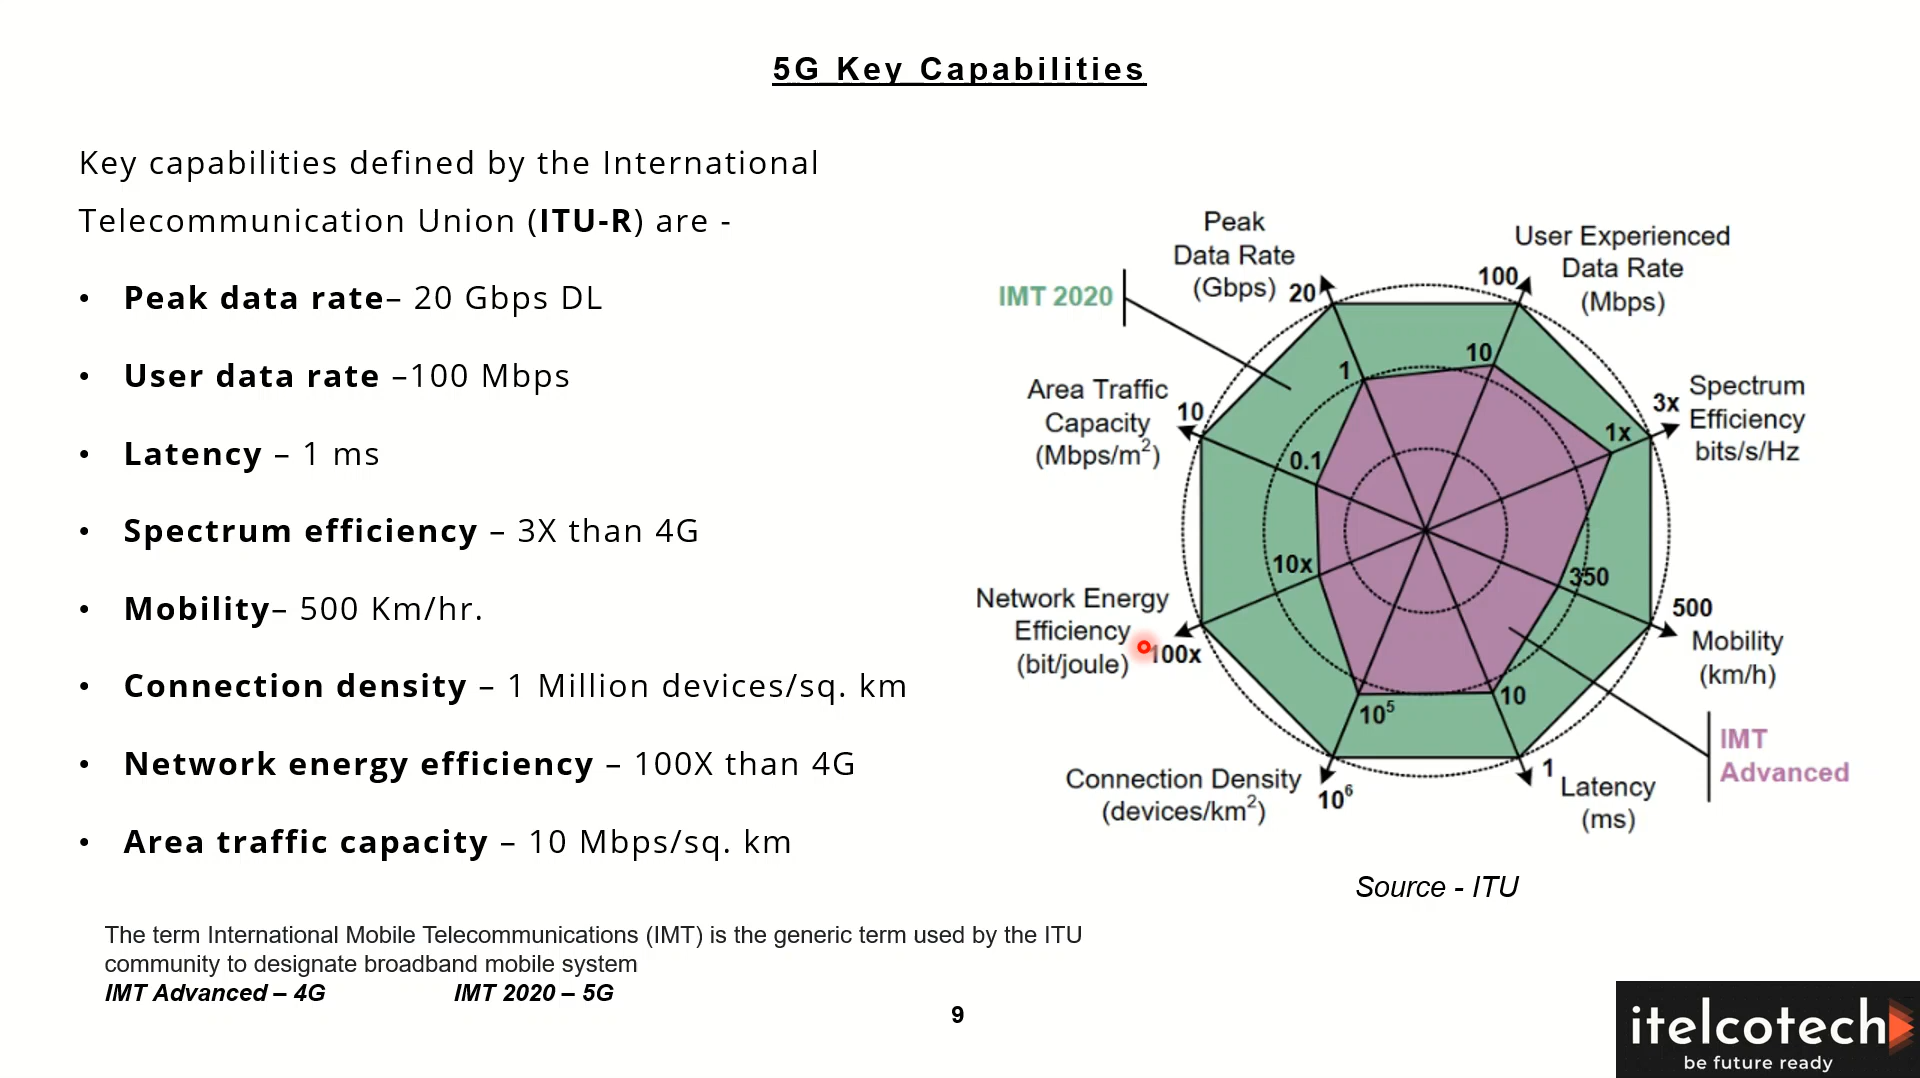 5G Key Capabilities
Key capabilities defined by the International
Telecommunication Union (ITU-R) are -
• Peak data rate– 20 Gbps DL
• User data rate –100 Mbps
• Latency – 1 ms
• Spectrum efficiency – 3X than 4G
• Mobility– 500 Km/hr.
• Connection density – 1 Million devices/sq. km
• Network energy efficiency – 100X than 4G
• Area traffic capacity – 10 Mbps/sq. km
The term International Mobile Telecommunications (IMT) is the generic term used by the ITU
community to designate broadband mobile system
IMT Advanced – 4G IMT 2020 – 5G
Peak
Data Rate
(Gbps)
20
1
User Experienced
Data Rate
(Mbps)
100
10
IMT 2020
Area Traffic
Capacity
(Mbps/m²)
10
0.1
Spectrum
Efficiency
bits/s/Hz
3x
1x
Network Energy
Efficiency
(bit/joule)
100x
10x
Mobility
(km/h)
500
350
Connection Density
(devices/km²)
10⁶
10⁵
Latency
(ms)
1
10
IMT
Advanced
Source - ITU
9
itelcotech
be future ready